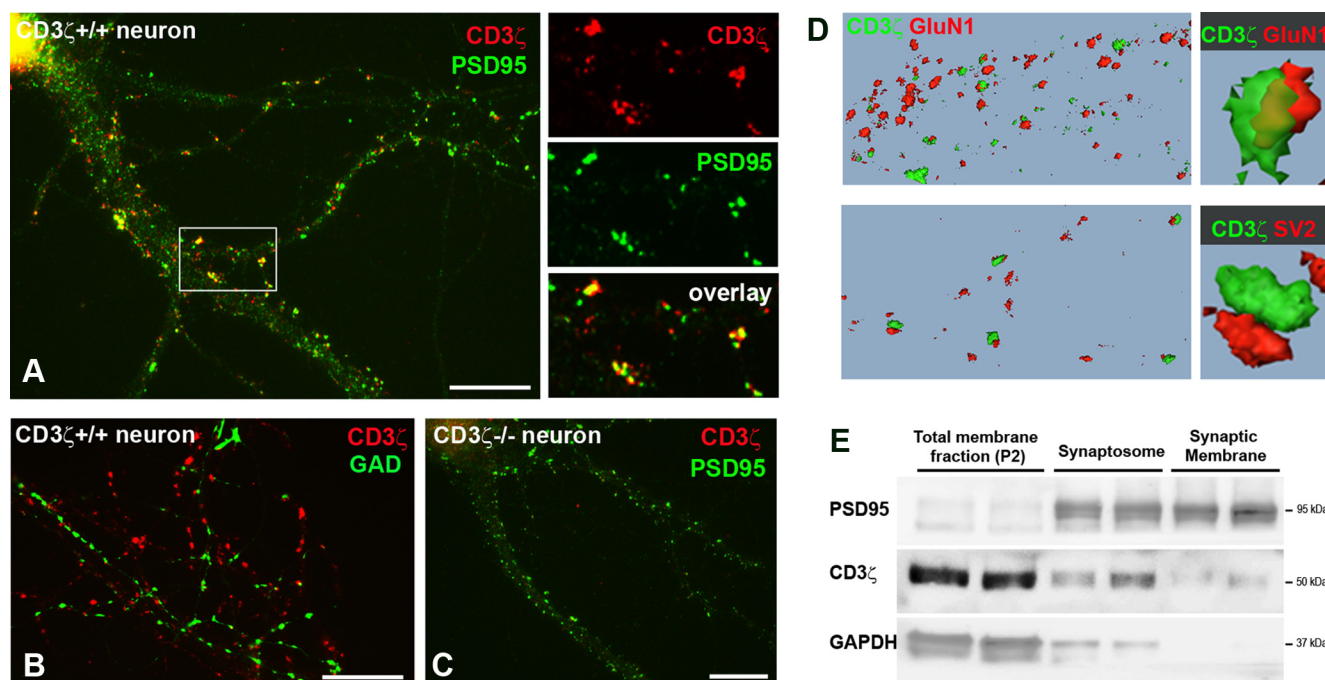 CD3ζ+/+ neuron
CD3ζ
PSD95
A
CD3ζ
PSD95
overlay
CD3ζ+/+ neuron
CD3ζ
GAD
B
CD3ζ-/- neuron
CD3ζ
PSD95
C
D
CD3ζ GluN1
CD3ζ GluN1
CD3ζ SV2
E
Total membrane
fraction (P2)
Synaptosome
Synaptic
Membrane
PSD95
95 kDa
CD3ζ
50 kDa
GAPDH
37 kDa